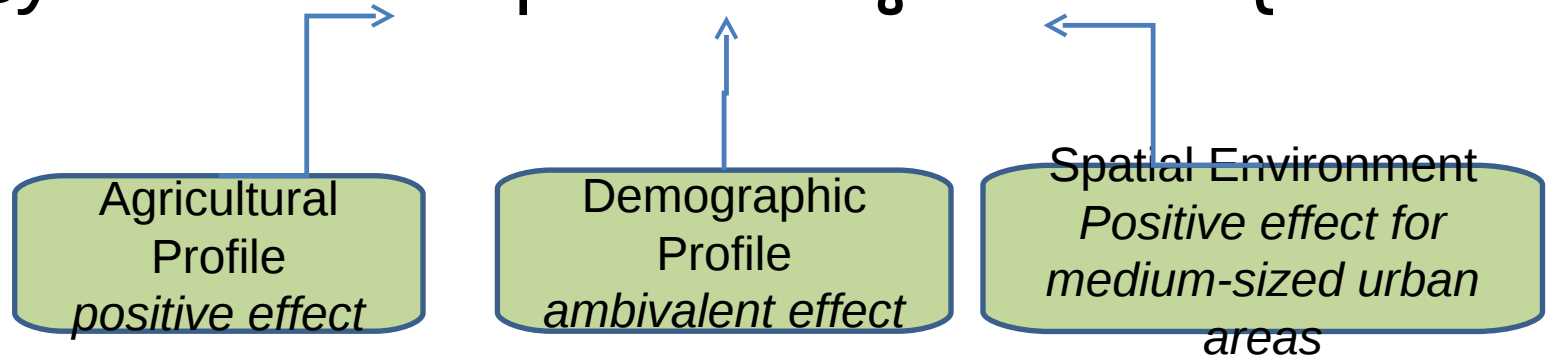 Agricultural
Profile
positive effect
Demographic
Profile
ambivalent effect
Spatial Environment
Positive effect for
medium-sized urban
areas